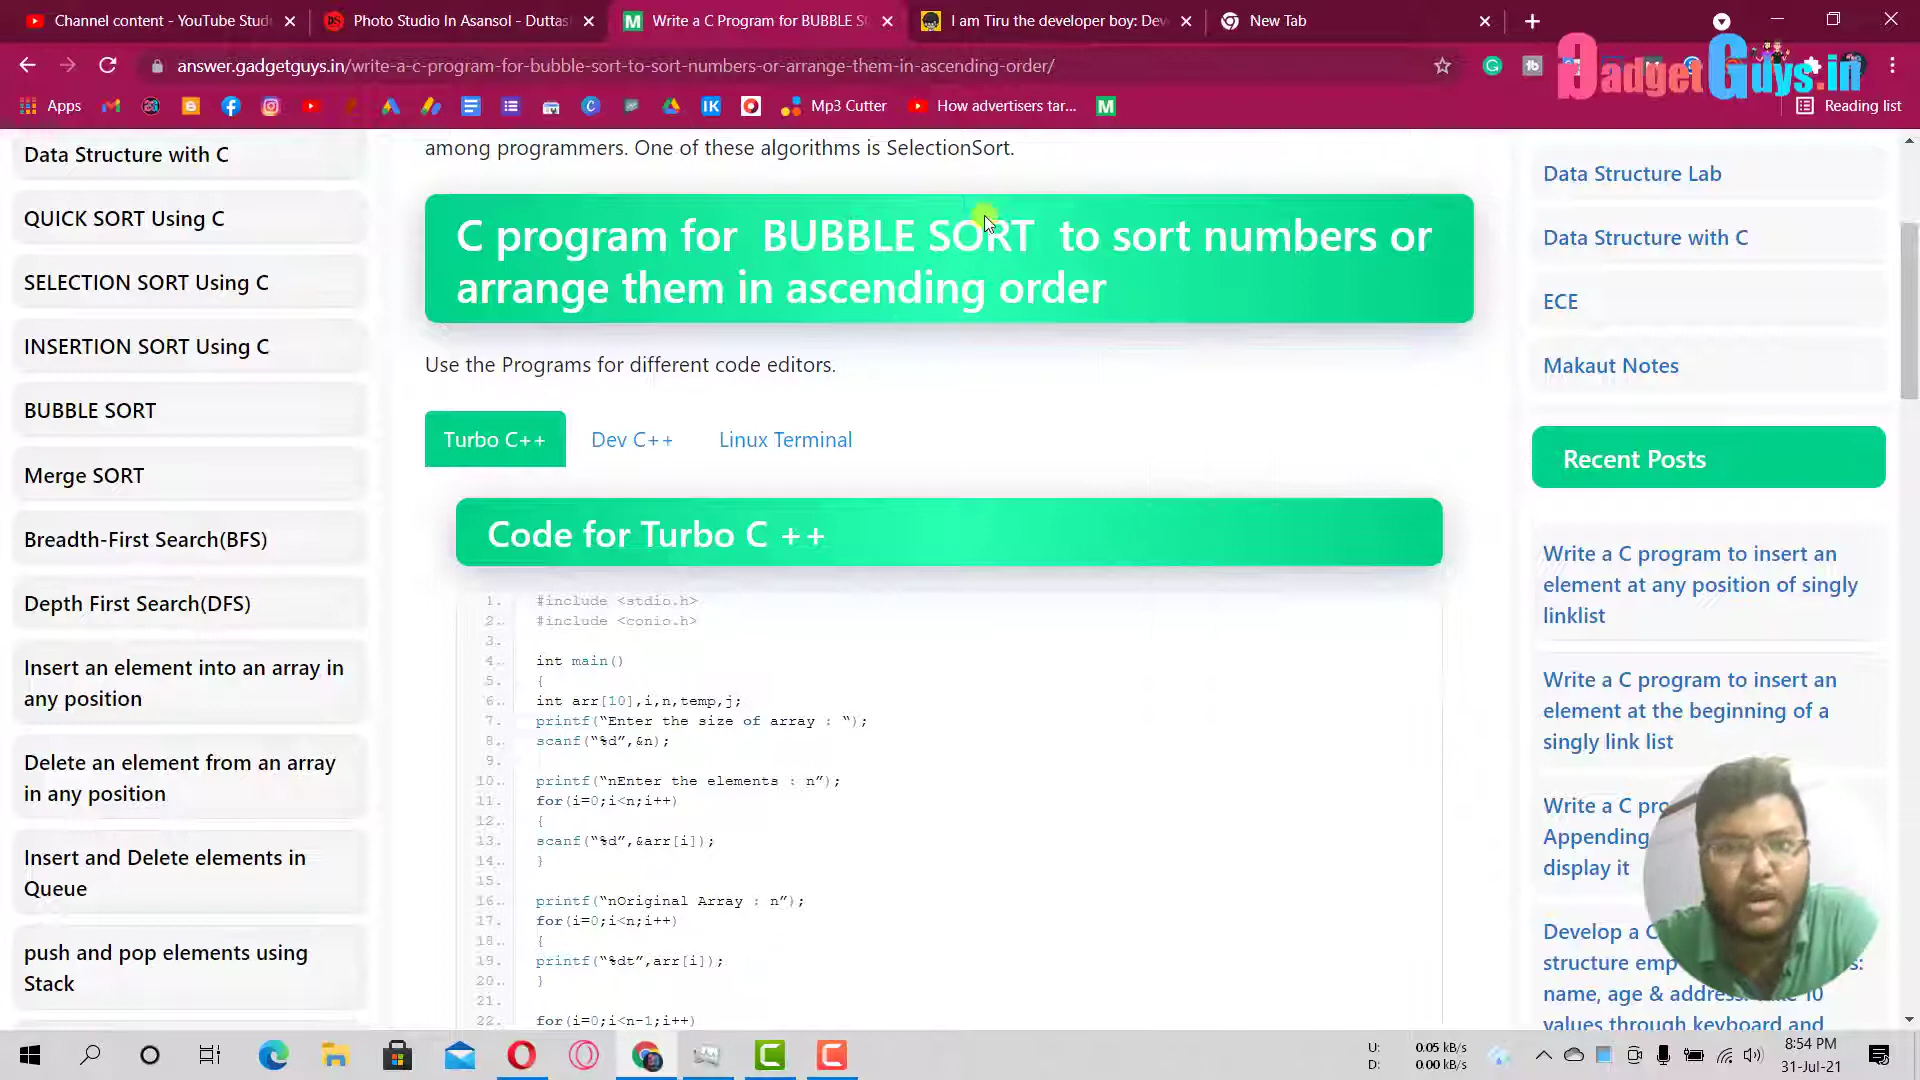 Channel content - YouTube Stud
Photo Studio In Asansol - Duttas
Write a C Program for BUBBLE S
I am Tiru the developer boy: Dev
New Tab
answer.gadgetguys.in/write-a-c-program-for-bubble-sort-to-sort-numbers-or-arrange-them-in-ascending-order/
GadgetGuys.in
Apps
Mp3 Cutter
How advertisers tar...
Reading list
Data Structure with C
QUICK SORT Using C
SELECTION SORT Using C
INSERTION SORT Using C
BUBBLE SORT
Merge SORT
Breadth-First Search(BFS)
Depth First Search(DFS)
Insert an element into an array in
any position
Delete an element from an array
in any position
Insert and Delete elements in
Queue
push and pop elements using
Stack
among programmers. One of these algorithms is SelectionSort.
C program for BUBBLE SORT to sort numbers or
arrange them in ascending order
Use the Programs for different code editors.
Turbo C++
Dev C++
Linux Terminal
Code for Turbo C ++
1. #include <stdio.h>
2. #include <conio.h>
3.
4. int main()
5. {
6. int arr[10],i,n,temp,j;
7. printf(“Enter the size of array : “);
8. scanf(“%d”,&n);
9.
10. printf(“nEnter the elements : n”);
11. for(i=0;i<n;i++)
12. {
13. scanf(“%d”,&arr[i]);
14. }
15.
16. printf(“nOriginal Array : n”);
17. for(i=0;i<n;i++)
18. {
19. printf(“%dt”,arr[i]);
20. }
21.
22. for(i=0;i<n-1;i++)
Data Structure Lab
Data Structure with C
ECE
Makaut Notes
Recent Posts
Write a C program to insert an
element at any position of singly
linklist
Write a C program to insert an
element at the beginning of a
singly link list
Write a C pro
Appending
display it
Develop a C
structure emp
name, age & address.
10
values through keyboard and
U: 0.05 kB/s
D: 0.00 kB/s
8:54 PM
31-Jul-21